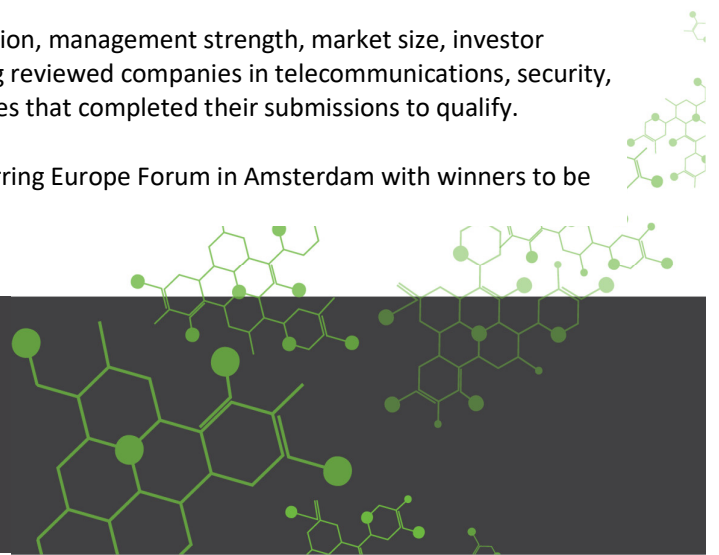 ion, management strength, market size, investor
g reviewed companies in telecommunications, security,
es that completed their submissions to qualify.
rring Europe Forum in Amsterdam with winners to be